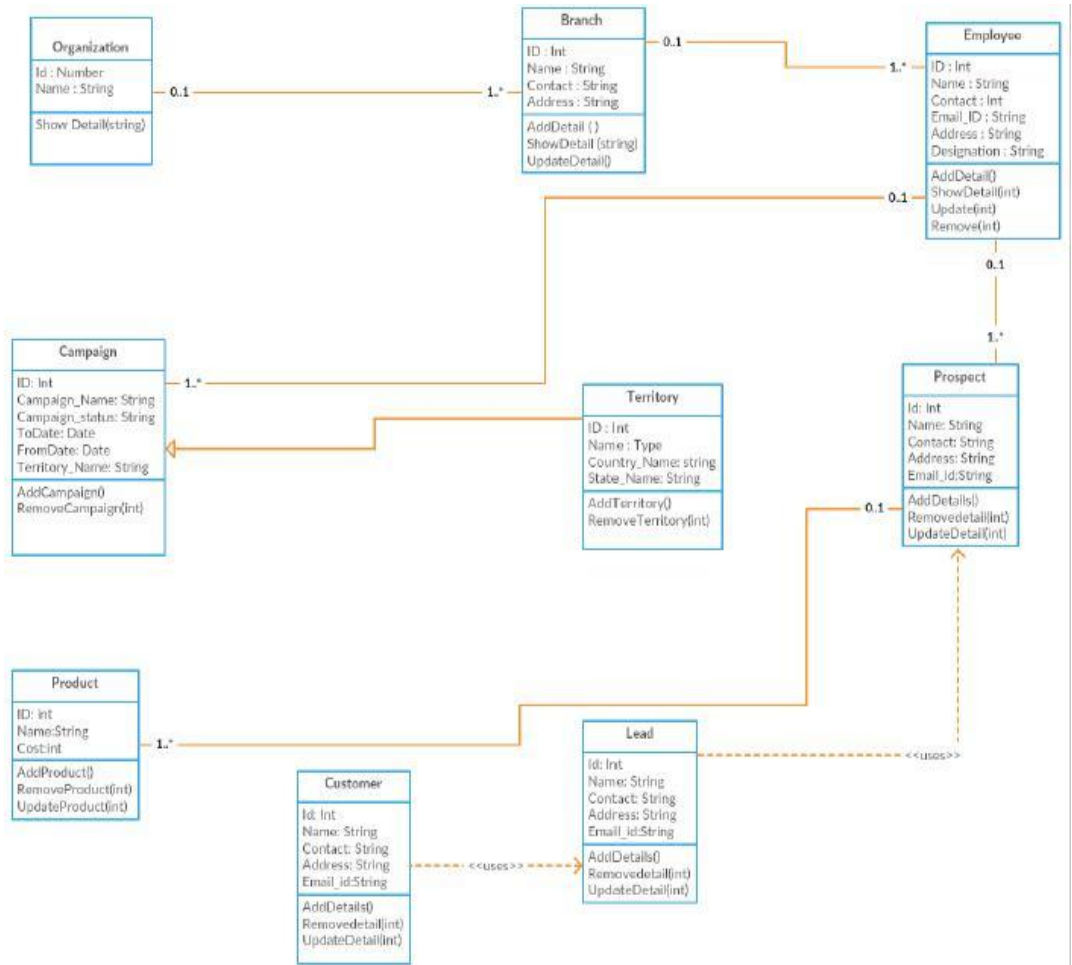 Organization
Id : Number
Name : String
Show Detail(string)
0..1
1..*
Branch
ID : Int
Name : String
Contact : String
Address : String
AddDetail ( )
ShowDetail (string)
UpdateDetail()
0..1
1..*
Employee
ID : Int
Name : String
Contact : Int
Email_ID : String
Address : String
Designation : String
AddDetail()
ShowDetail(int)
Update(int)
Remove(int)
0..1
0..1
1..*
Campaign
ID: Int
Campaign_Name: String
Campaign_status: String
ToDate: Date
FromDate: Date
Territory_Name: String
AddCampaign()
RemoveCampaign(int)
1..*
Territory
ID : Int
Name : Type
Country_Name: string
State_Name: String
AddTerritory()
RemoveTerritory(int)
Prospect
Id: Int
Name: String
Contact: String
Address: String
Email_id:String
AddDetails()
Removedetail(int)
UpdateDetail(int)
0..1
Product
ID: int
Name:String
Cost:int
AddProduct()
RemoveProduct(int)
UpdateProduct(int)
1..*
Customer
Id: Int
Name: String
Contact: String
Address: String
Email_id:String
AddDetails()
Removedetail(int)
UpdateDetail(int)
<<uses>>
Lead
Id: Int
Name: String
Contact: String
Address: String
Email_id:String
AddDetails()
Removedetail(int)
UpdateDetail(int)
<<uses>>